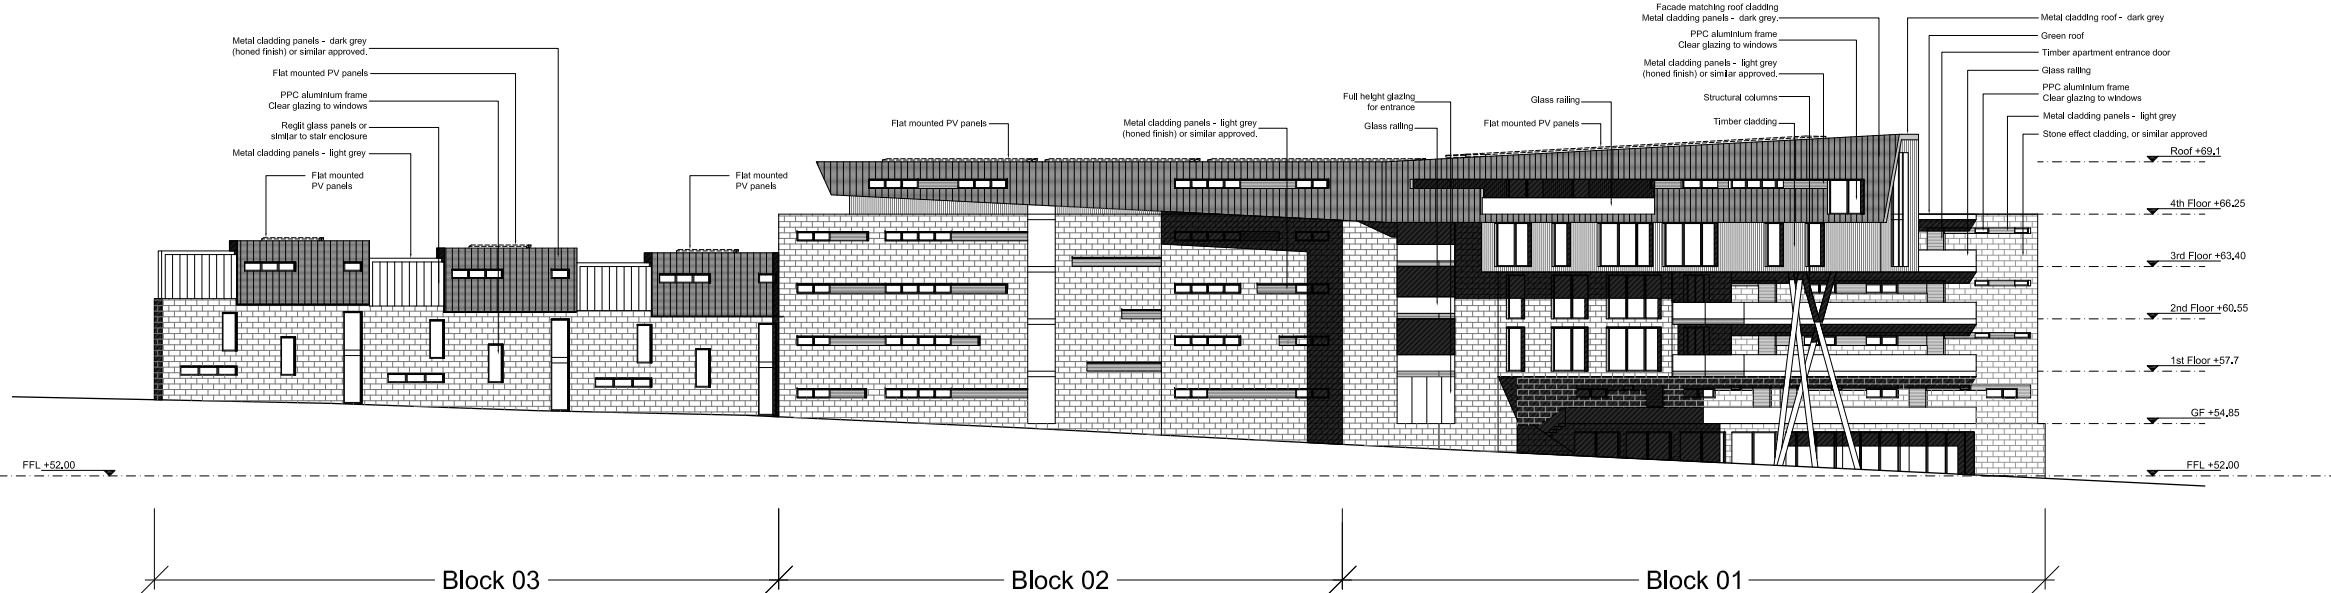 Metal cladding panels - dark grey
(honed finish) or similar approved.
Flat mounted PV panels
PPC aluminium frame
Clear glazing to windows
Reglit glass panels or
similar to stair enclosure
Metal cladding panels - light grey
Flat mounted
PV panels
Flat mounted
PV panels
Flat mounted PV panels
Metal cladding panels - light grey
(honed finish) or similar approved.
Full height glazing
for entrance
Glass railing
Glass railing
Flat mounted PV panels
Facade matching roof cladding
Metal cladding panels - dark grey.
PPC aluminium frame
Clear glazing to windows
Metal cladding panels - light grey
(honed finish) or similar approved.
Structural columns
Timber cladding
Metal cladding roof - dark grey
Green roof
Timber apartment entrance door
Glass railing
PPC aluminium frame
Clear glazing to windows
Metal cladding panels - light grey
Stone effect cladding, or similar approved
Roof +69.1
4th Floor +66.25
3rd Floor +63.40
2nd Floor +60.55
1st Floor +57.7
GF +54.85
FFL +52.00
FFL +52.00
Block 03
Block 02
Block 01